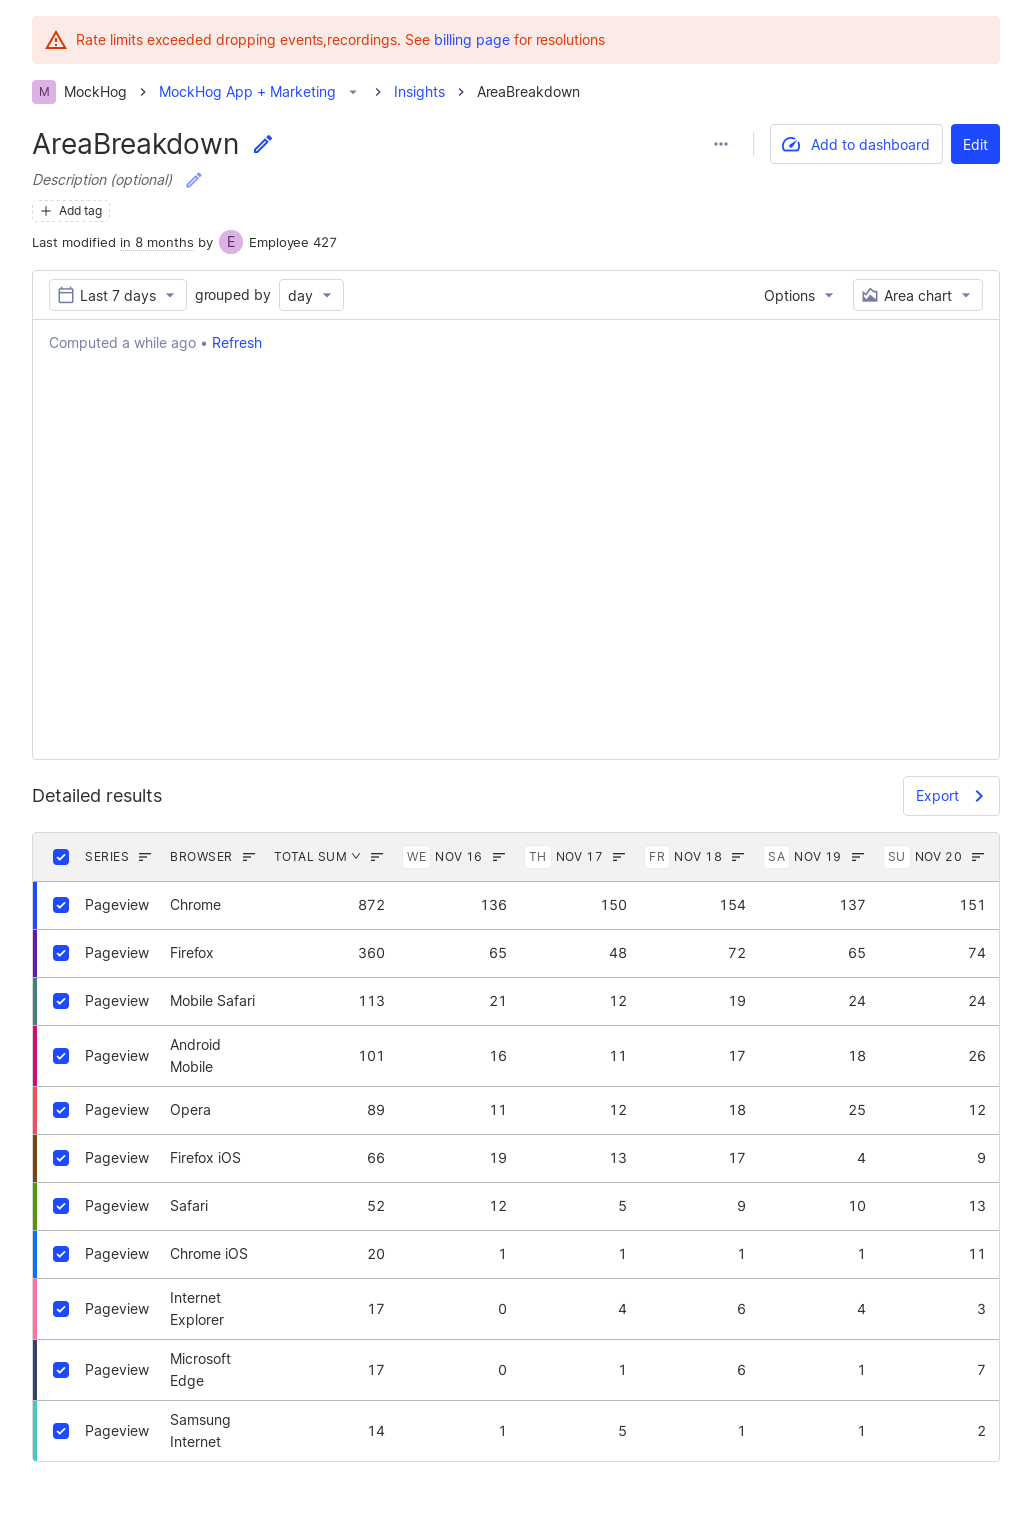 Rate limits exceeded dropping events,recordings. See billing page for resolutions
M MockHog MockHog App + Marketing Insights AreaBreakdown
AreaBreakdown
Add to dashboard Edit
Description (optional)
Add tag
Last modified in 8 months by E Employee 427
Last 7 days grouped by day Options Area chart
Computed a while ago • Refresh
Detailed results Export
SERIES BROWSER TOTAL SUM WE NOV 16 TH NOV 17 FR NOV 18 SA NOV 19 SU NOV 20
Pageview Chrome 872 136 150 154 137 151
Pageview Firefox 360 65 48 72 65 74
Pageview Mobile Safari 113 21 12 19 24 24
Pageview Android Mobile 101 16 11 17 18 26
Pageview Opera 89 11 12 18 25 12
Pageview Firefox iOS 66 19 13 17 4 9
Pageview Safari 52 12 5 9 10 13
Pageview Chrome iOS 20 1 1 1 1 11
Pageview Internet Explorer 17 0 4 6 4 3
Pageview Microsoft Edge 17 0 1 6 1 7
Pageview Samsung Internet 14 1 5 1 1 2